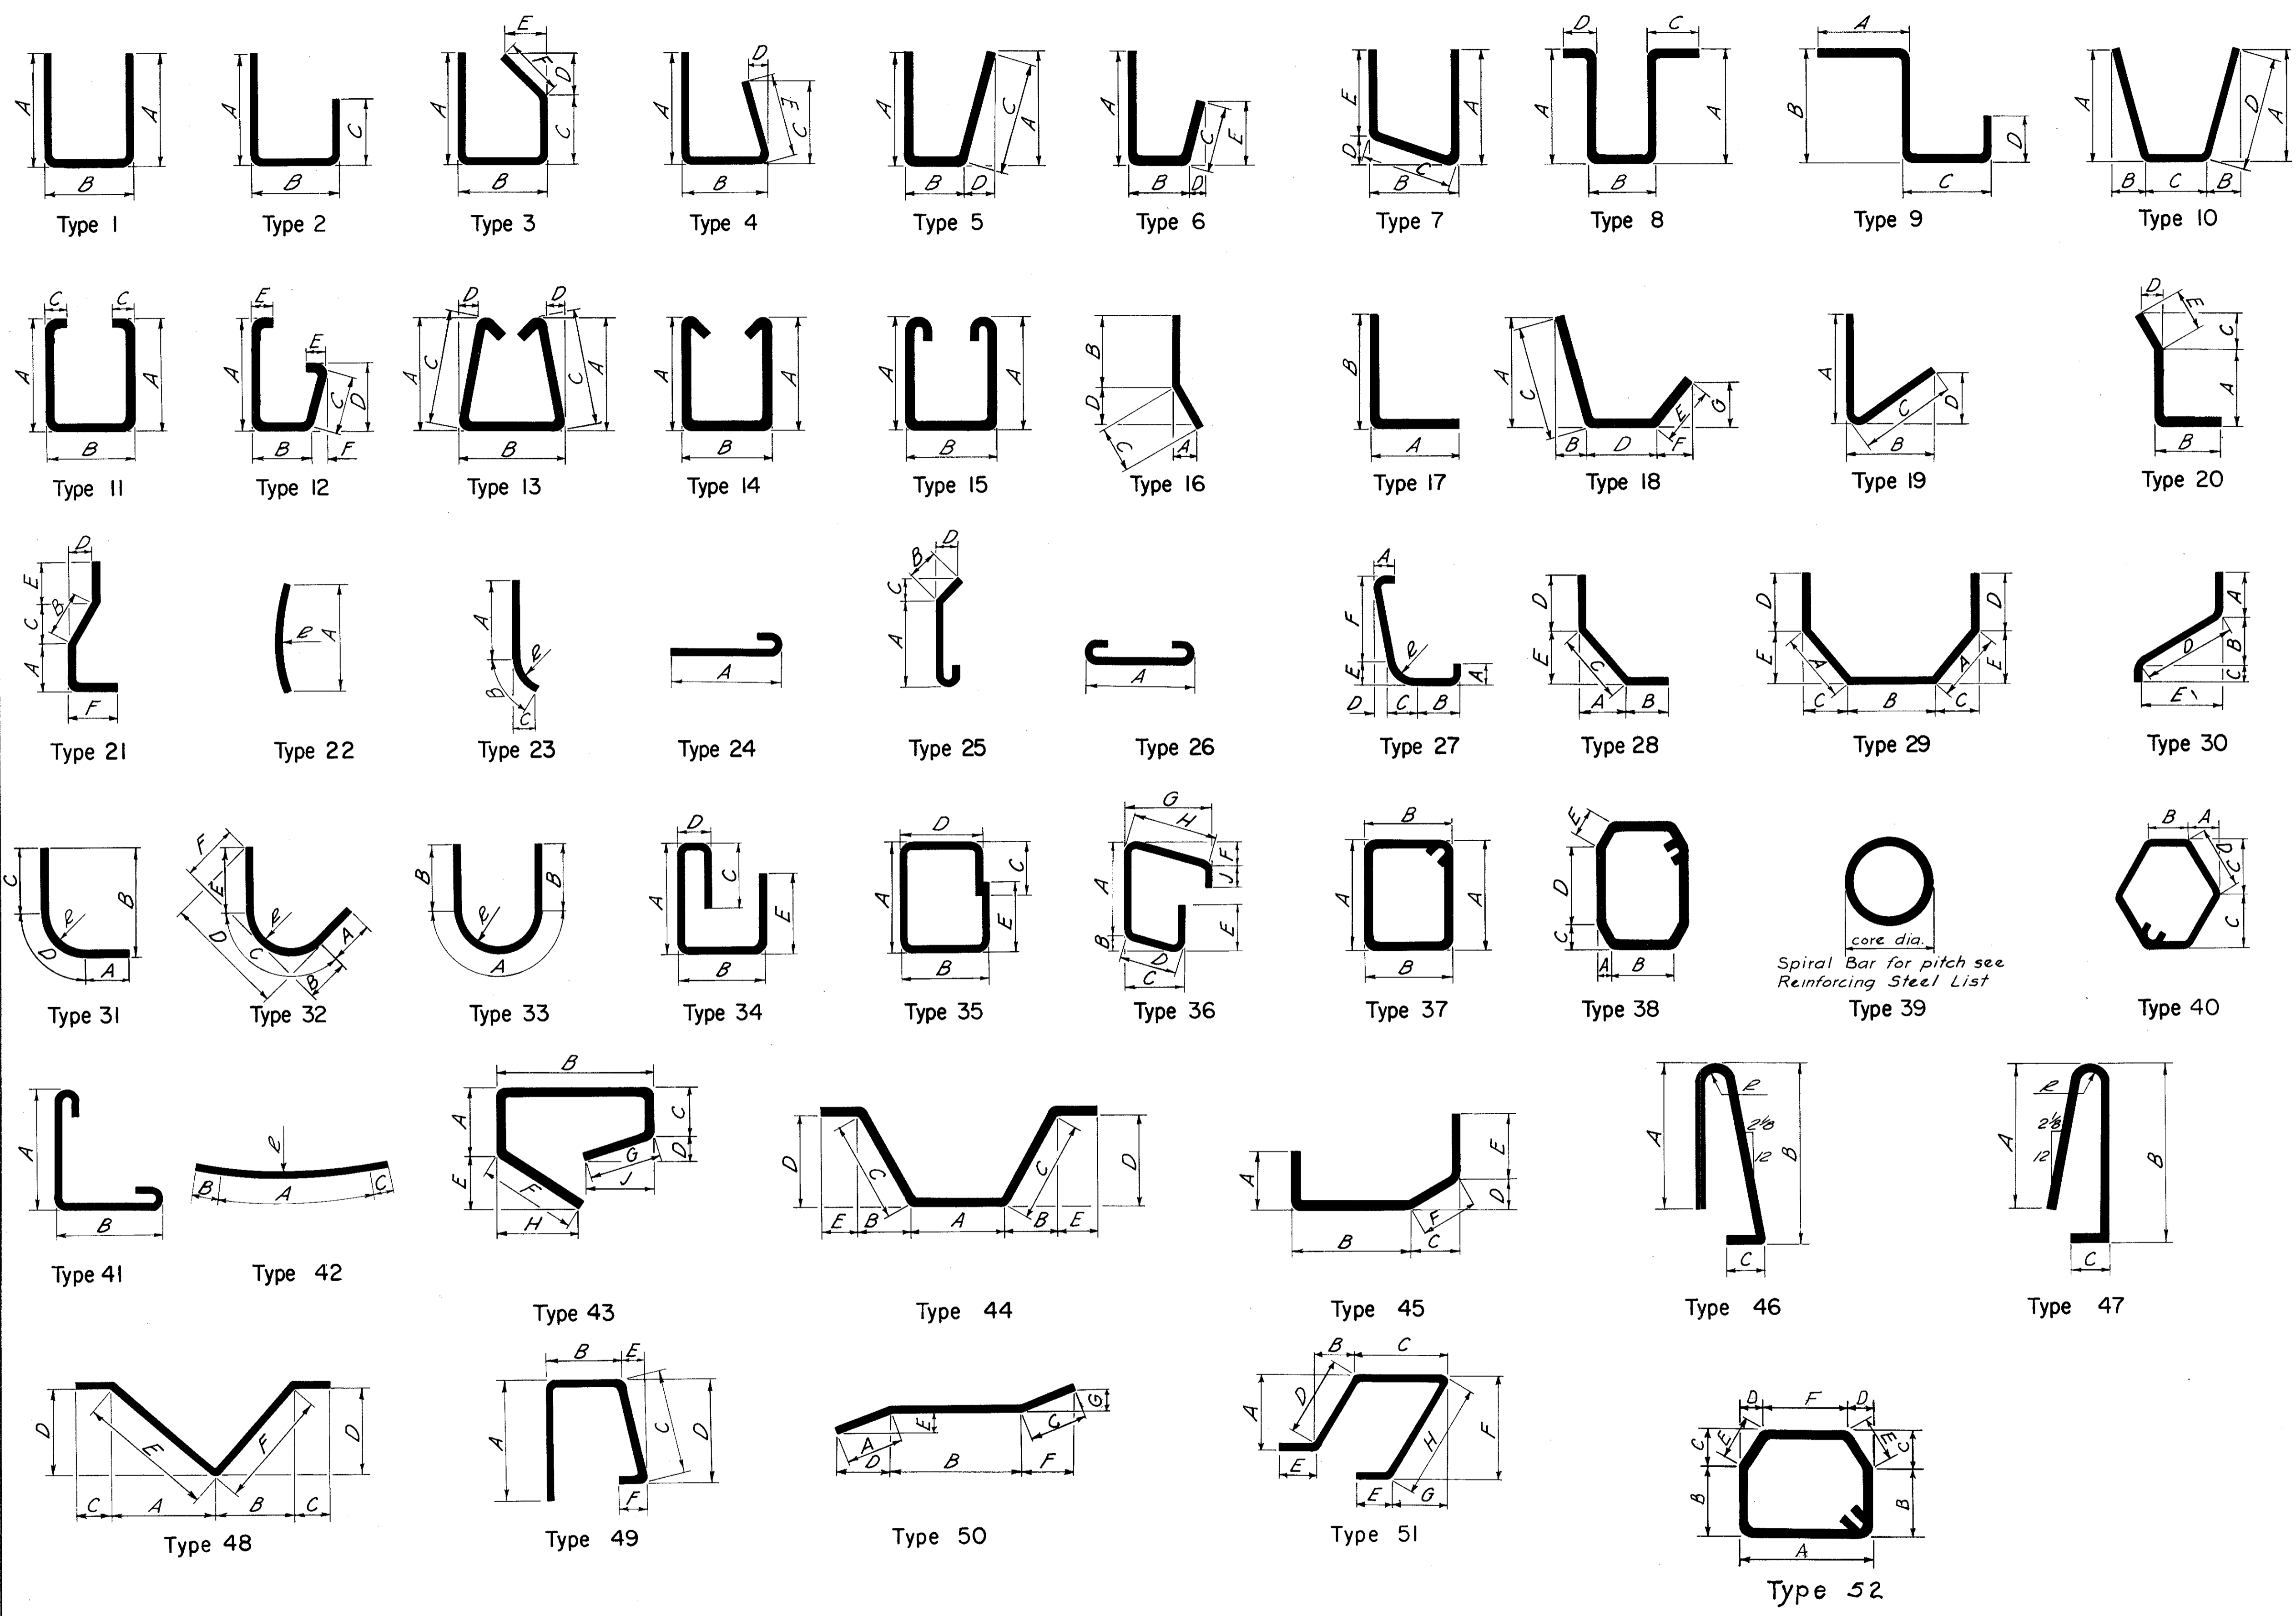 E
D C A
A A A C A F D C A D E C A C A C E E A A A B A D A
B B B B B D B D D C B B C D B C B
Type 1 Type 2 Type 3 Type 4 Type 5 Type 6 Type 7 Type 8 Type 9 Type 10
C C E D D D E
A A A E C D A C C A A A A A B D B A C A C D C A
B B F B B B C A A B D E F G B B
Type 11 Type 12 Type 13 Type 14 Type 15 Type 16 Type 17 Type 18 Type 19 Type 20
D D A
E B C A R A A R B C B C A F E R A D E C D E A A D E A D B C
F C A A D C B A B C B C E
Type 21 Type 22 Type 23 Type 24 Type 25 Type 26 Type 27 Type 28 Type 29 Type 30
F D D G H B E B A
C R B E R B R B A C E A C E A F J E A A D C D C C
D A D C A B A B B B D C B A B core dia.
Spiral Bar for pitch see
Reinforcing Steel List
Type 31 Type 32 Type 33 Type 34 Type 35 Type 36 Type 37 Type 38 Type 39 Type 40
B
A R A C D C C D A E D A R 2⅛ 12 B A R 2⅛ 12 B
B B A C E F G J H E B A B E F B C C C
Type 41 Type 42 Type 43 Type 44 Type 45 Type 46 Type 47
B E B C
D E F D A C D G E A D H F D F D
C A B C F A C D B F E E G C E E C B B A
Type 48 Type 49 Type 50 Type 51 Type 52